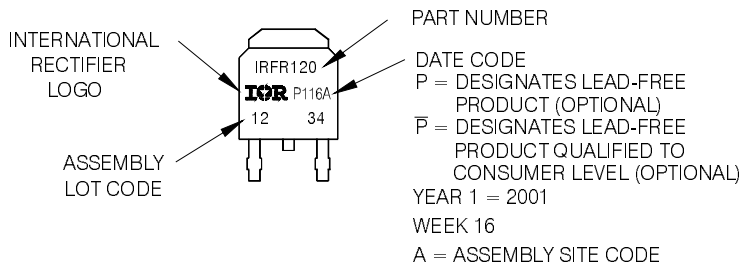 INTERNATIONAL
RECTIFIER
LOGO
ASSEMBLY
LOT CODE
IRFR120
IOR P116A
12 34
PART NUMBER
DATE CODE
P = DESIGNATES LEAD-FREE
PRODUCT (OPTIONAL)
P̅ = DESIGNATES LEAD-FREE
PRODUCT QUALIFIED TO
CONSUMER LEVEL (OPTIONAL)
YEAR 1 = 2001
WEEK 16
A = ASSEMBLY SITE CODE